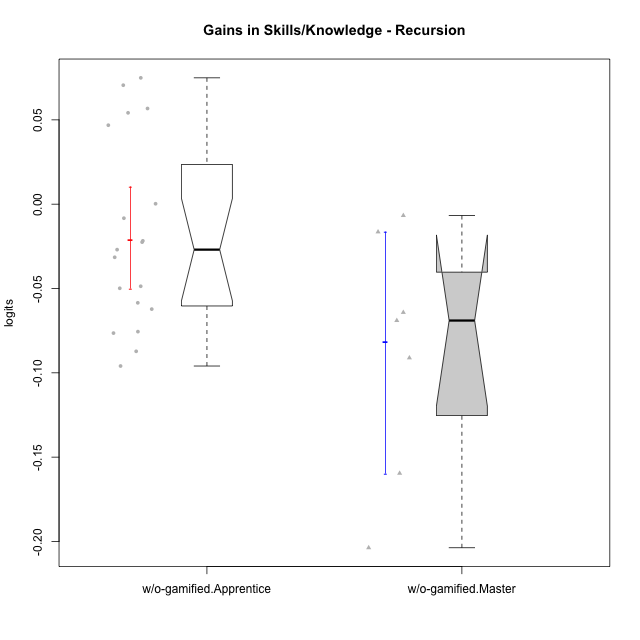 Gains in Skills/Knowledge - Recursion
logits
0.05
0.00
-0.05
-0.10
-0.15
-0.20
w/o-gamified.Apprentice
w/o-gamified.Master